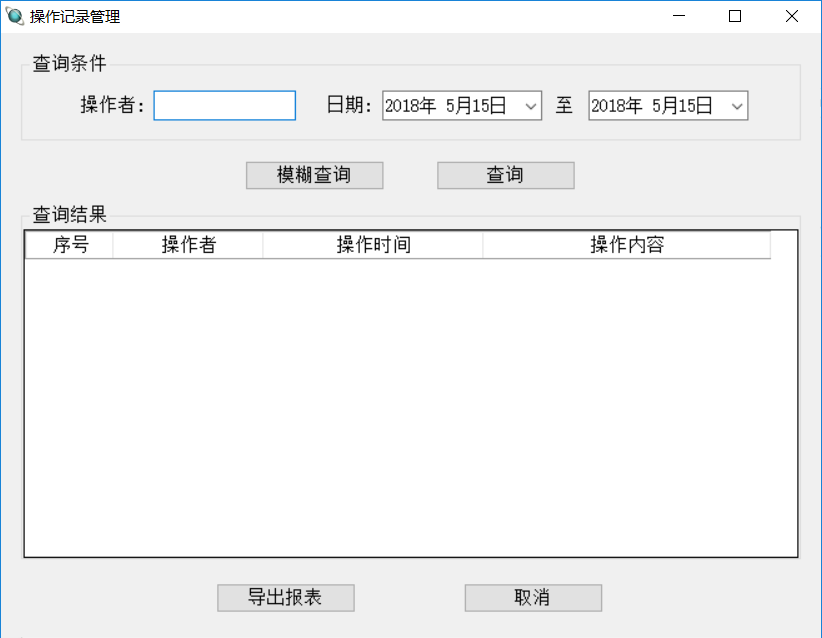 操作记录管理
查询条件
操作者: 日期: 2018年 5月15日 至 2018年 5月15日
模糊查询 查询
查询结果
序号 操作者 操作时间 操作内容
导出报表 取消